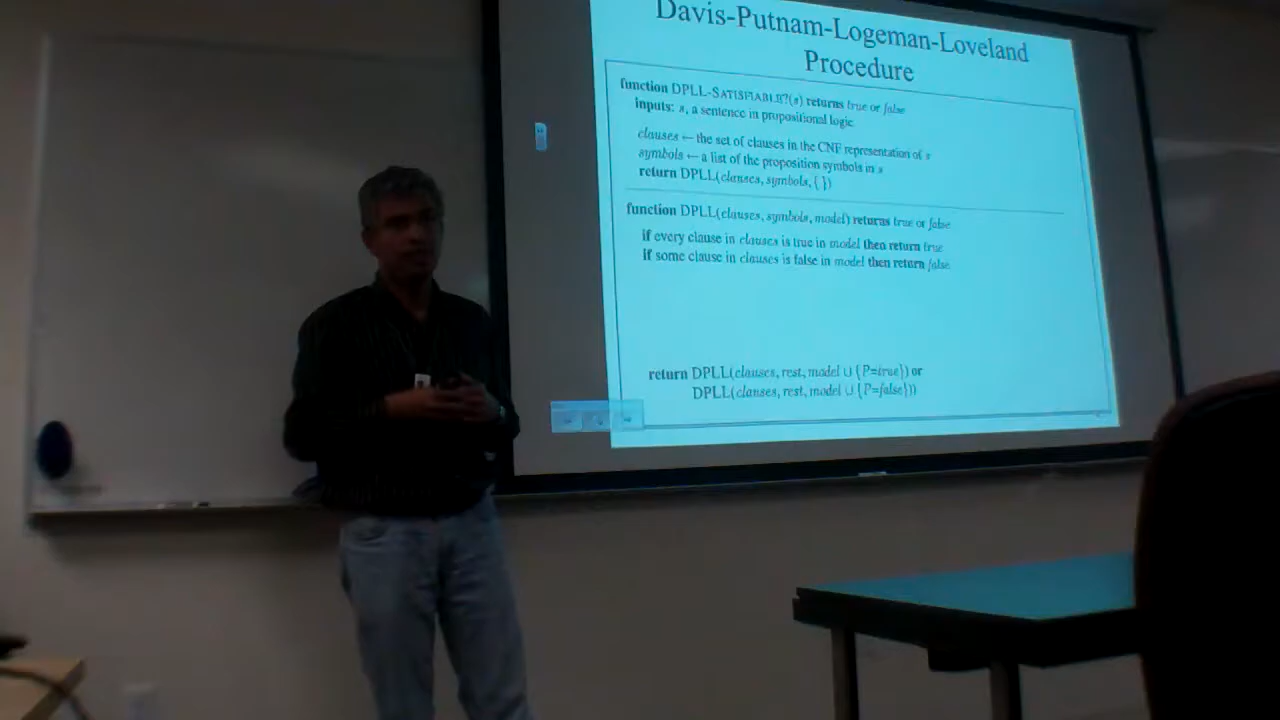 Davis-Putnam-Logeman-Loveland
Procedure
function DPLL-SATISFIABLE?(s) returns true or false
inputs: s, a sentence in propositional logic
clauses ← the set of clauses in the CNF representation of s
symbols ← a list of the proposition symbols in s
return DPLL(clauses, symbols, { })
function DPLL(clauses, symbols, model) returns true or false
if every clause in clauses is true in model then return true
if some clause in clauses is false in model then return false
return DPLL(clauses, rest, model ∪ {P=true}) or
DPLL(clauses, rest, model ∪ {P=false}))